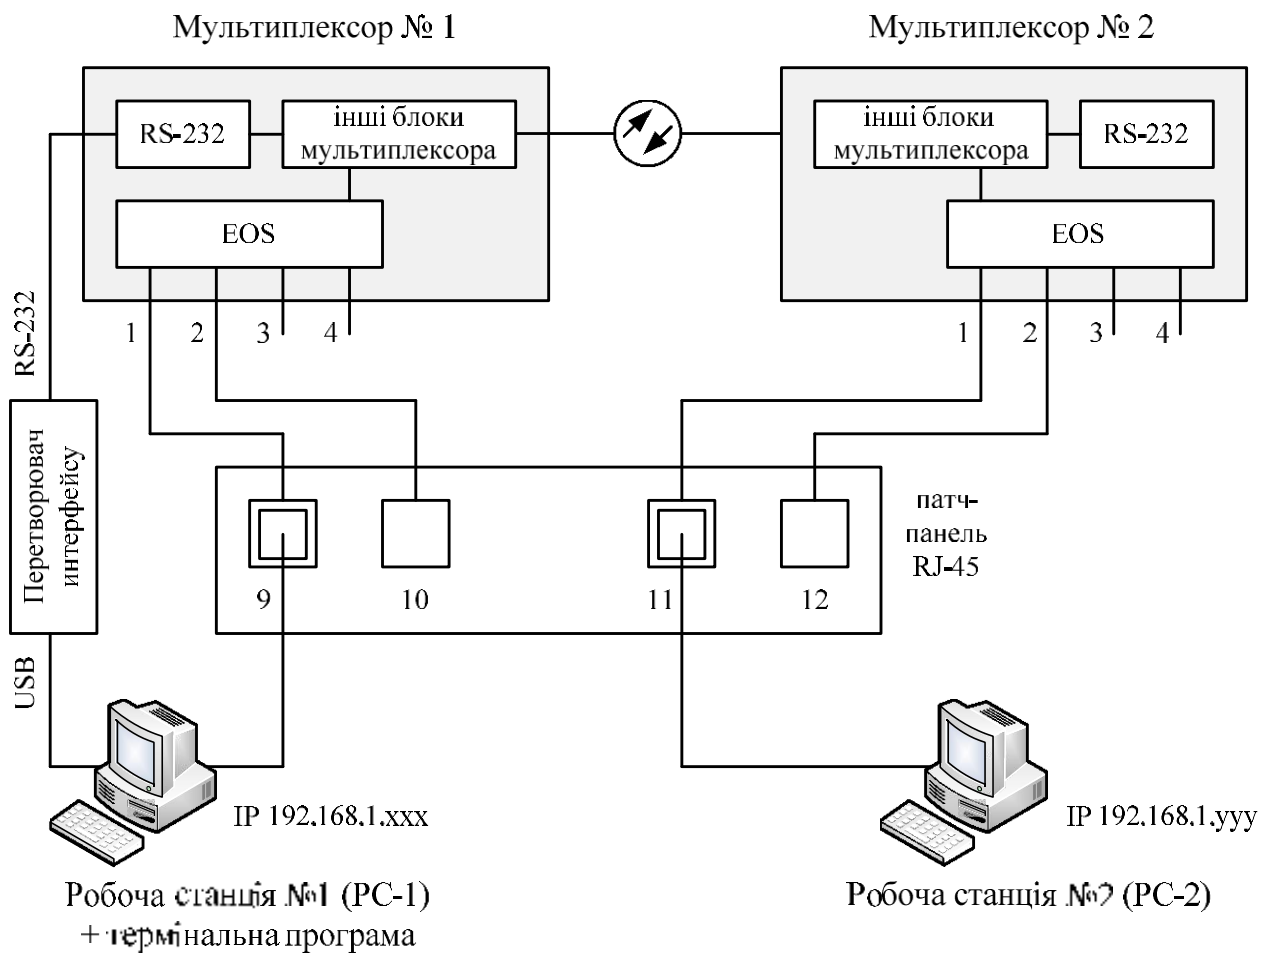 Мультиплексор № 1
Мультиплексор № 2
RS-232
інші блоки
мультиплексора
інші блоки
мультиплексора
RS-232
EOS
EOS
1
2
3
4
1
2
3
4
RS-232
Перетворювач
интерфейсу
USB
патч-
панель
RJ-45
9
10
11
12
IP 192.168.1.xxx
IP 192.168.1.yyy
Робоча станція №1 (РС-1)
+ термінальна програма
Робоча станція №2 (РС-2)